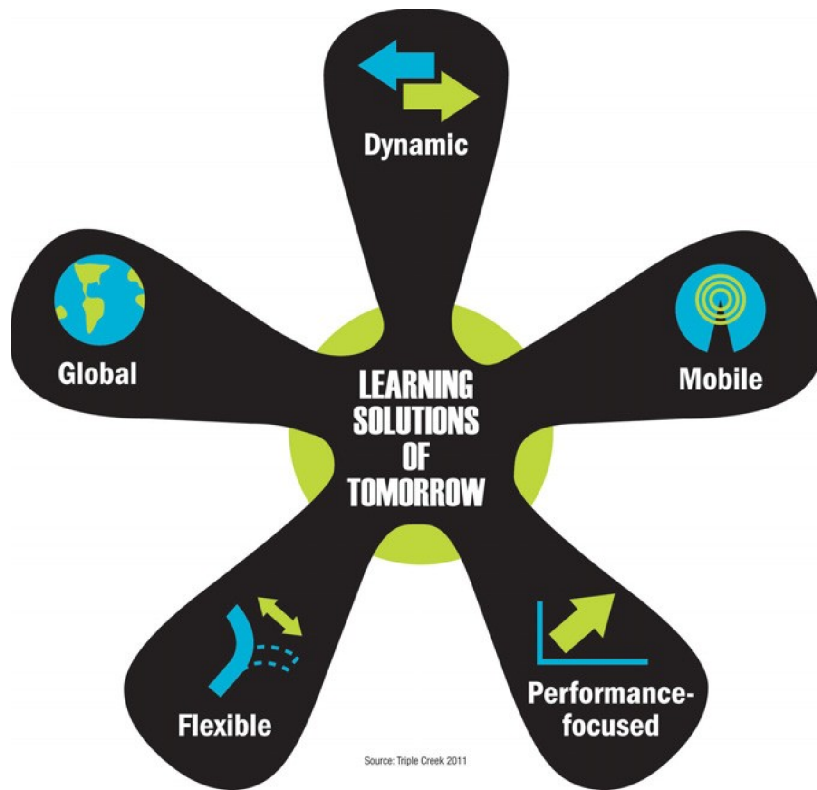 Dynamic
Global
Mobile
LEARNING
SOLUTIONS
OF
TOMORROW
Flexible
Performance-
focused
Source: Triple Creek 2011